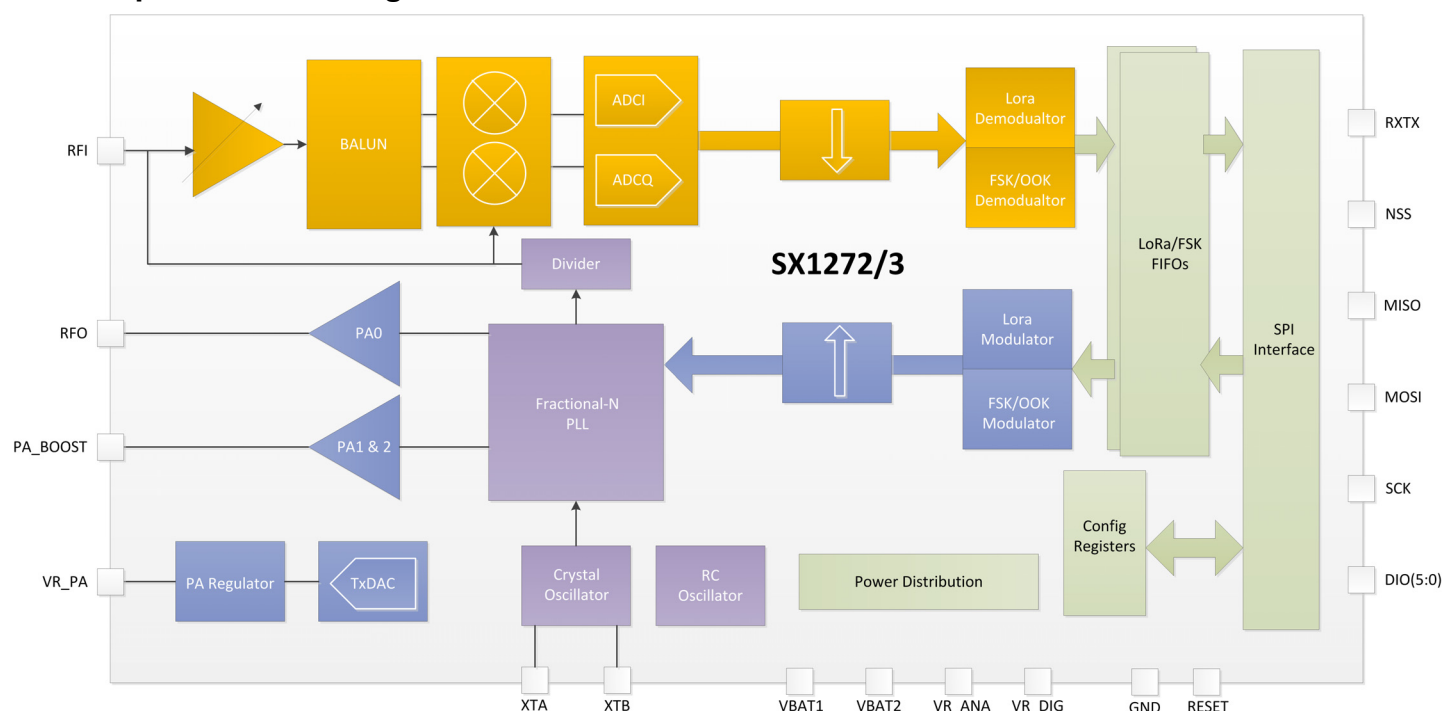 RFI
BALUN
ADCI
ADCQ
Lora
Demodualtor
FSK/OOK
Demodualtor
RXTX
NSS
LoRa/FSK
FIFOs
SX1272/3
Divider
RFO
PA0
Fractional-N
PLL
Lora
Modulator
FSK/OOK
Modulator
SPI
Interface
MISO
MOSI
PA_BOOST
PA1 & 2
SCK
Config
Registers
VR_PA
PA Regulator
TxDAC
Crystal
Oscillator
RC
Oscillator
Power Distribution
DIO(5:0)
XTA
XTB
VBAT1
VBAT2
VR_ANA
VR_DIG
GND
RESET